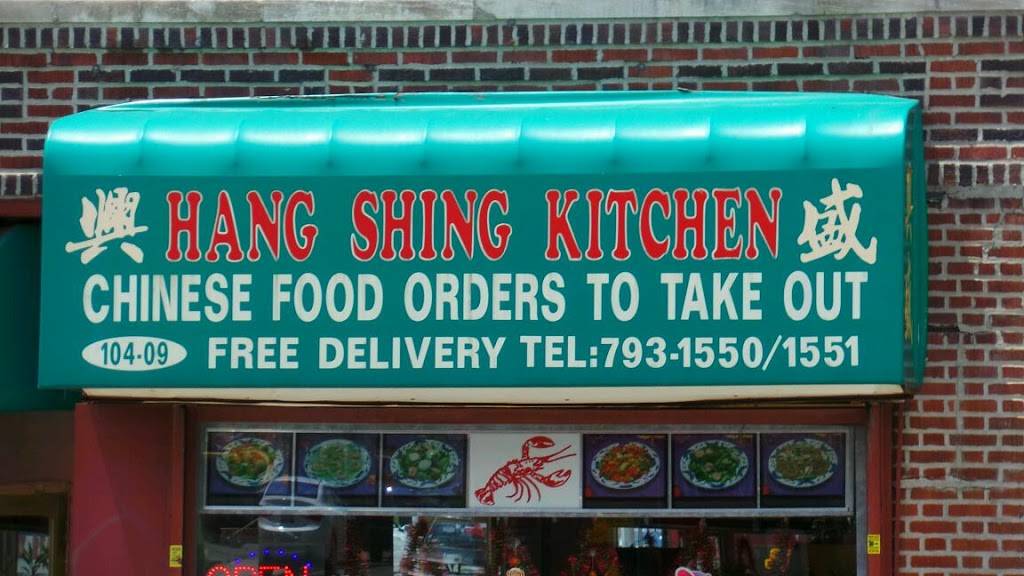 興 HANG SHING KITCHEN 盛
CHINESE FOOD ORDERS TO TAKE OUT
104-09 FREE DELIVERY TEL:793-1550/1551
OPEN